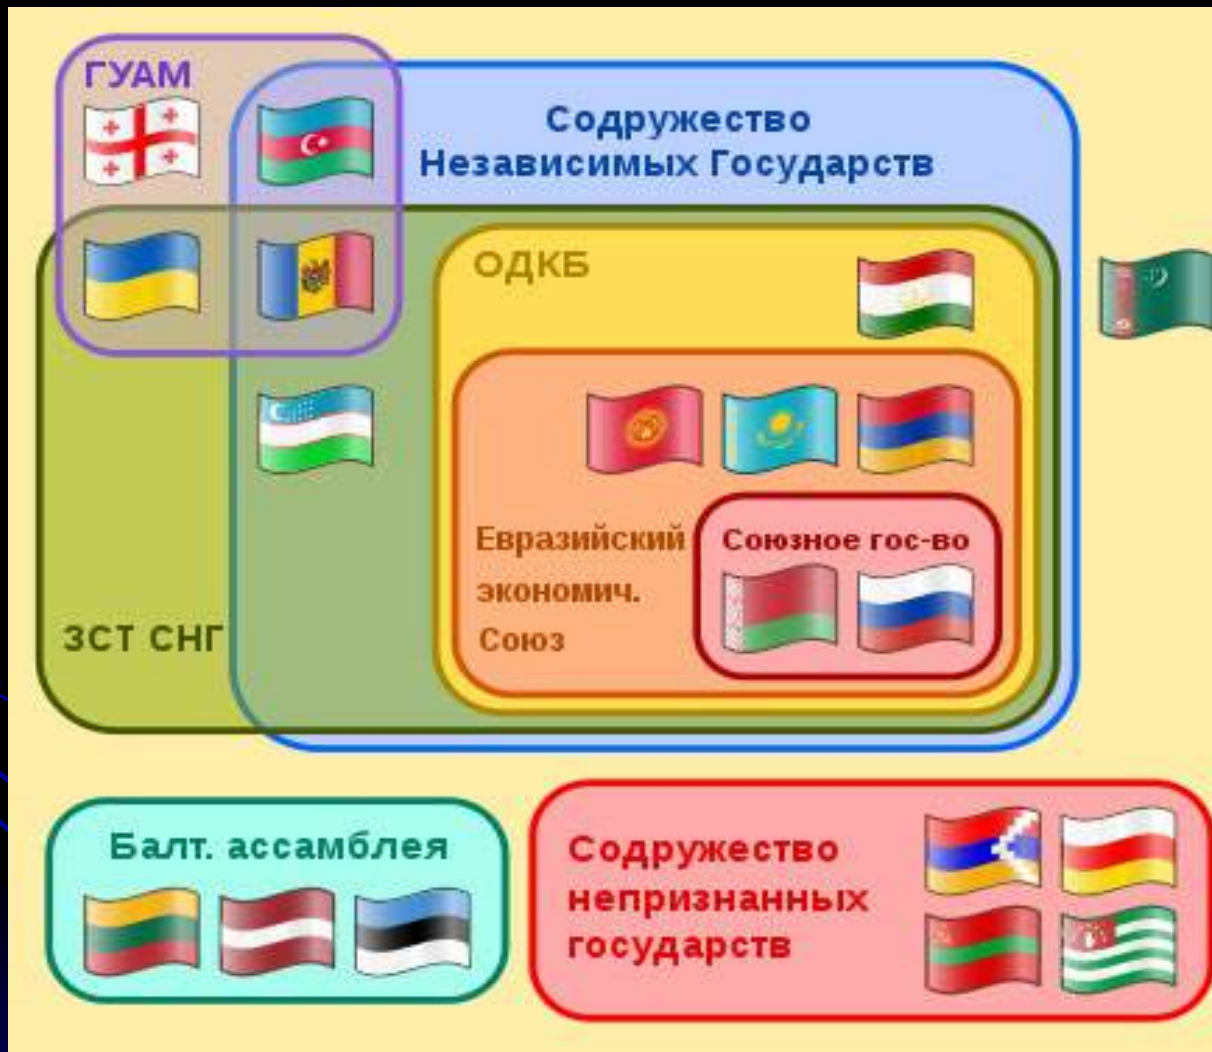 ГУАМ
Содружество
Независимых Государств
ОДКБ
Евразийский
экономич.
Союз
Союзное гос-во
ЗСТ СНГ
Балт. ассамблея
Содружество
непризнанных
государств